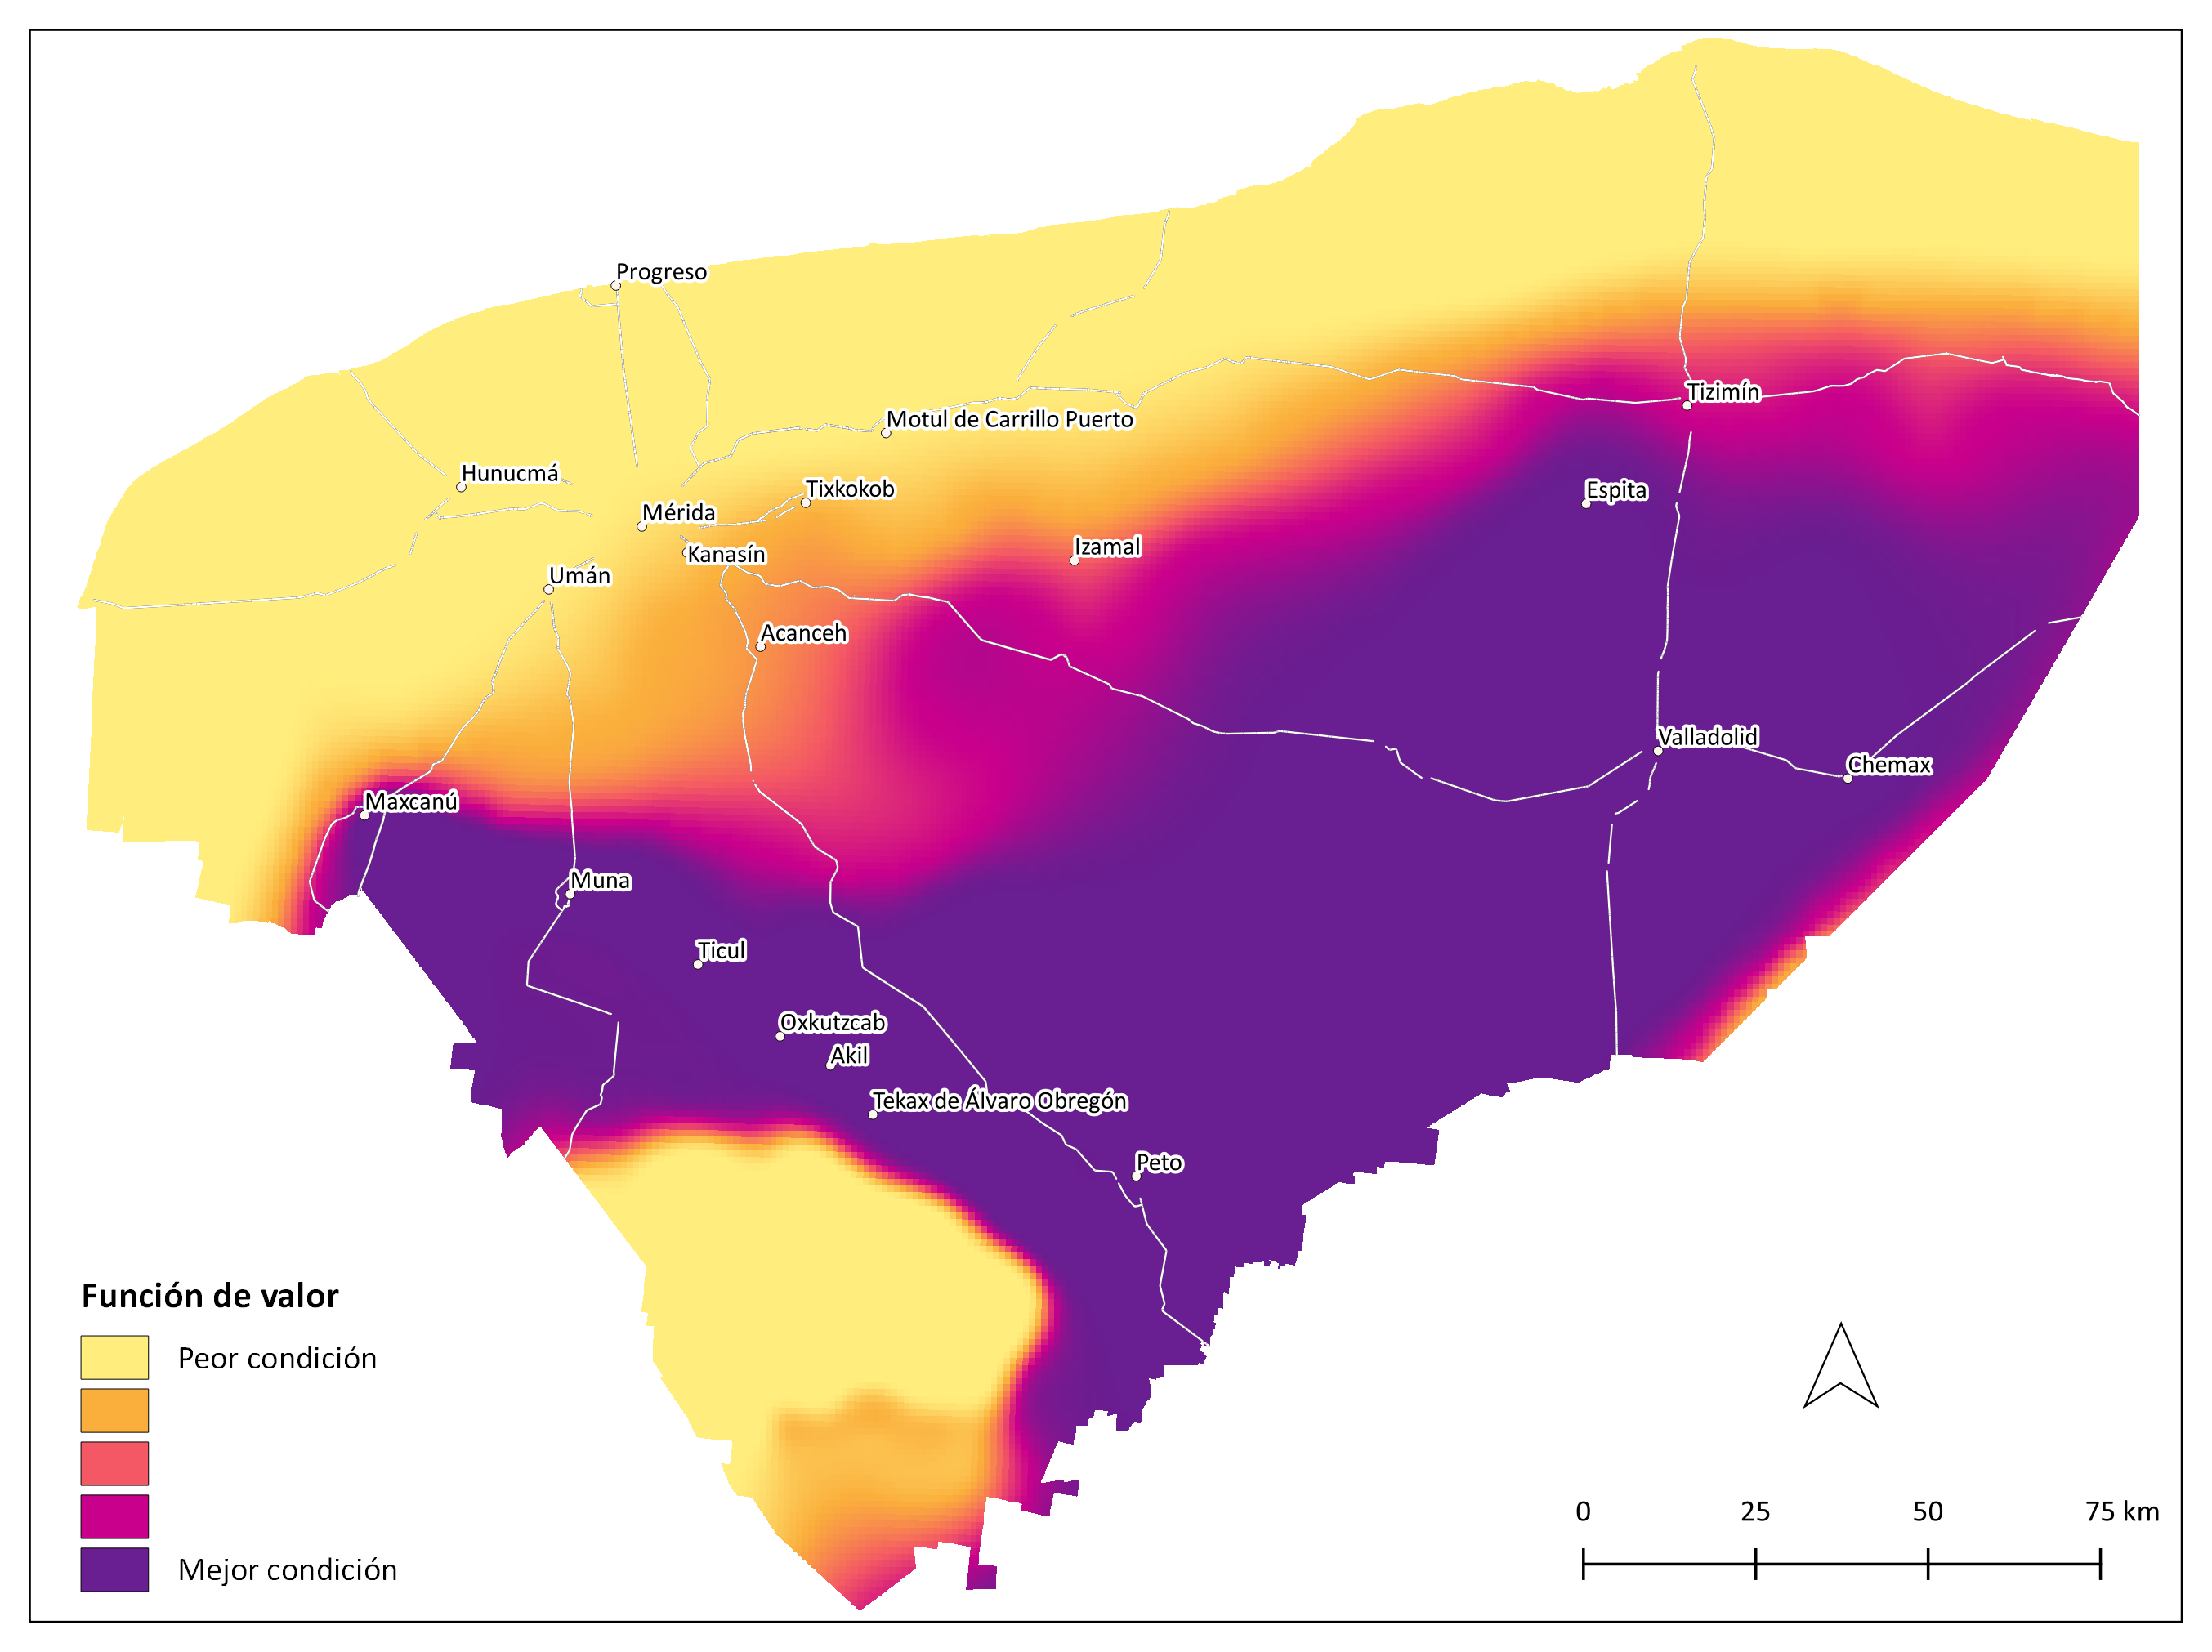 Progreso
Tizimín
Motul de Carrillo Puerto
Hunucmá
Tixkokob
Espita
Mérida
Izamal
Kanasín
Umán
Acanceh
Valladolid
Chemax
Maxcanú
Muna
Ticul
Oxkutzcab
Akil
Tekax de Álvaro Obregón
Peto
Función de valor
Peor condición
Mejor condición
0 25 50 75 km